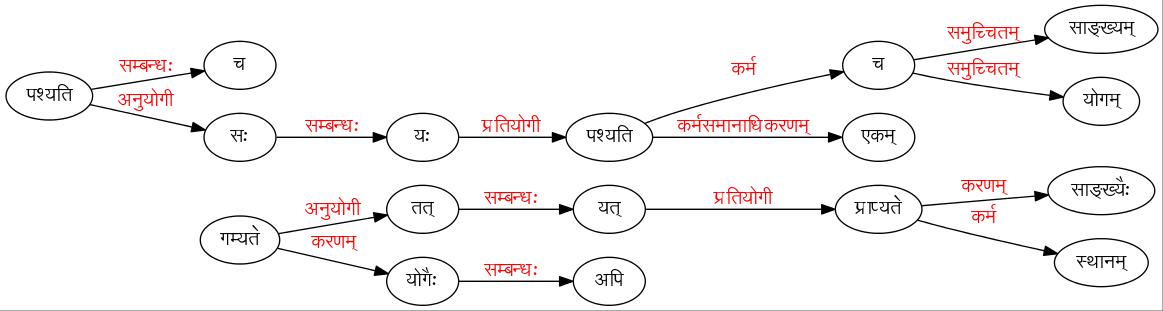 साङ्ख्यम्
समुच्चितम्
च
सम्बन्धः
च
कर्म
समुच्चितम्
पश्यति
अनुयोगी
योगम्
सः
सम्बन्धः
यः
प्रतियोगी
पश्यति
कर्मसमानाधिकरणम्
एकम्
अनुयोगी
तत्
सम्बन्धः
यत्
प्रतियोगी
प्राप्यते
करणम्
साङ्ख्यैः
गम्यते
करणम्
कर्म
योगैः
सम्बन्धः
अपि
स्थानम्